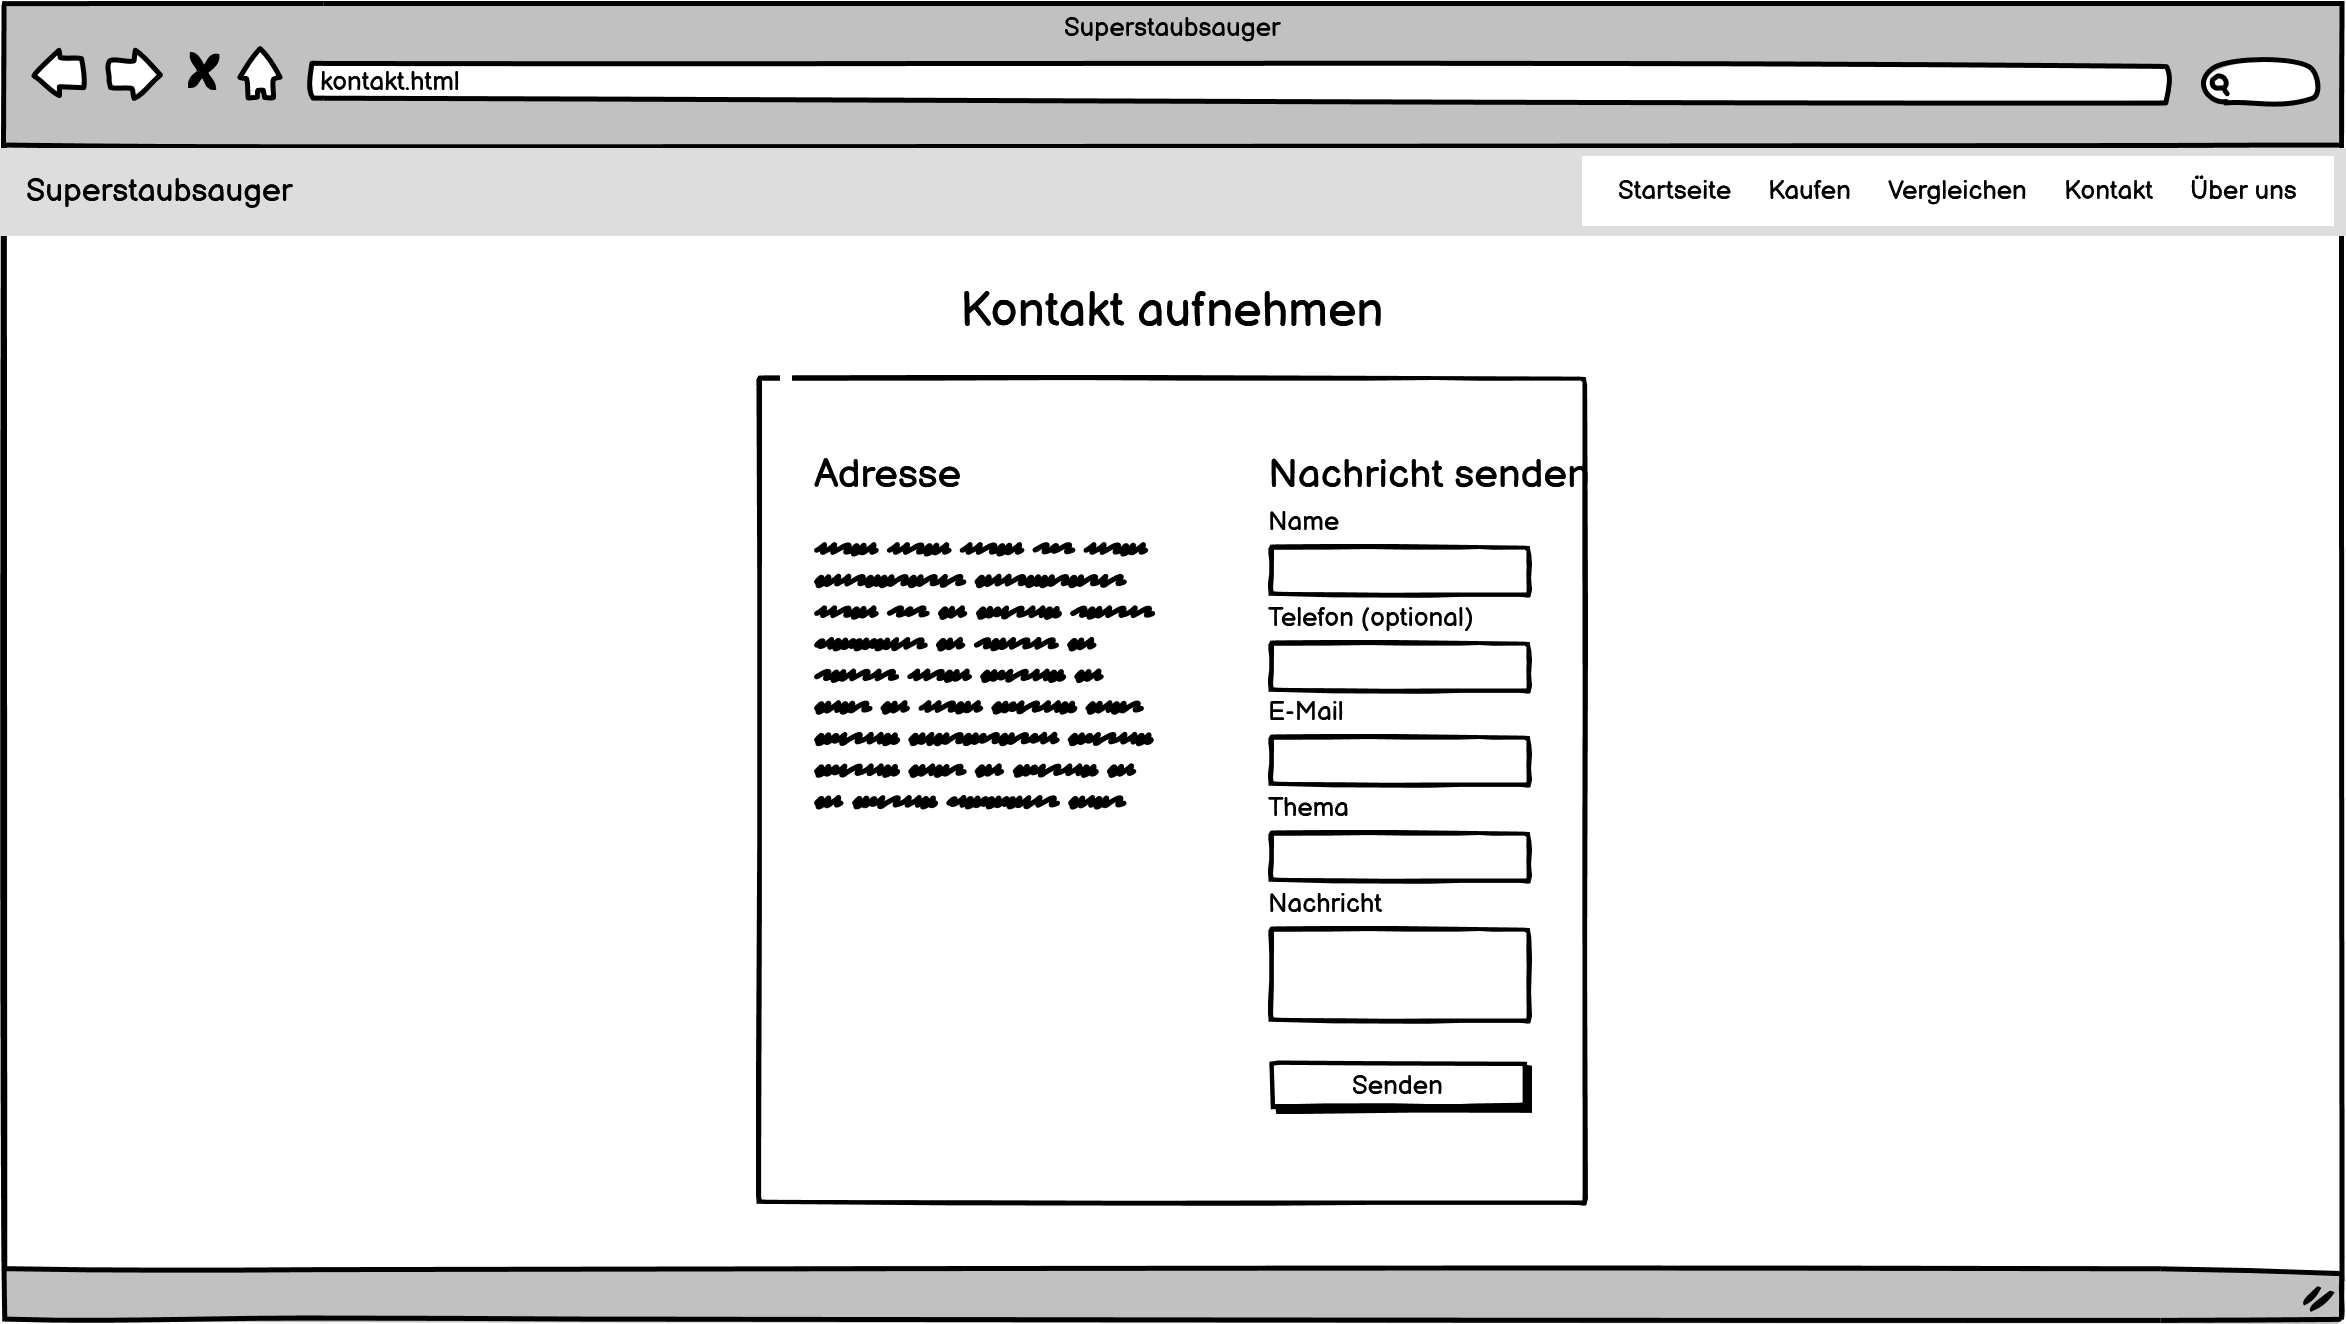 Superstaubsauger
kontakt.html
Superstaubsauger
Startseite Kaufen Vergleichen Kontakt Über uns
Kontakt aufnehmen
Adresse
Nachricht senden
Name
Telefon (optional)
E-Mail
Thema
Nachricht
Senden